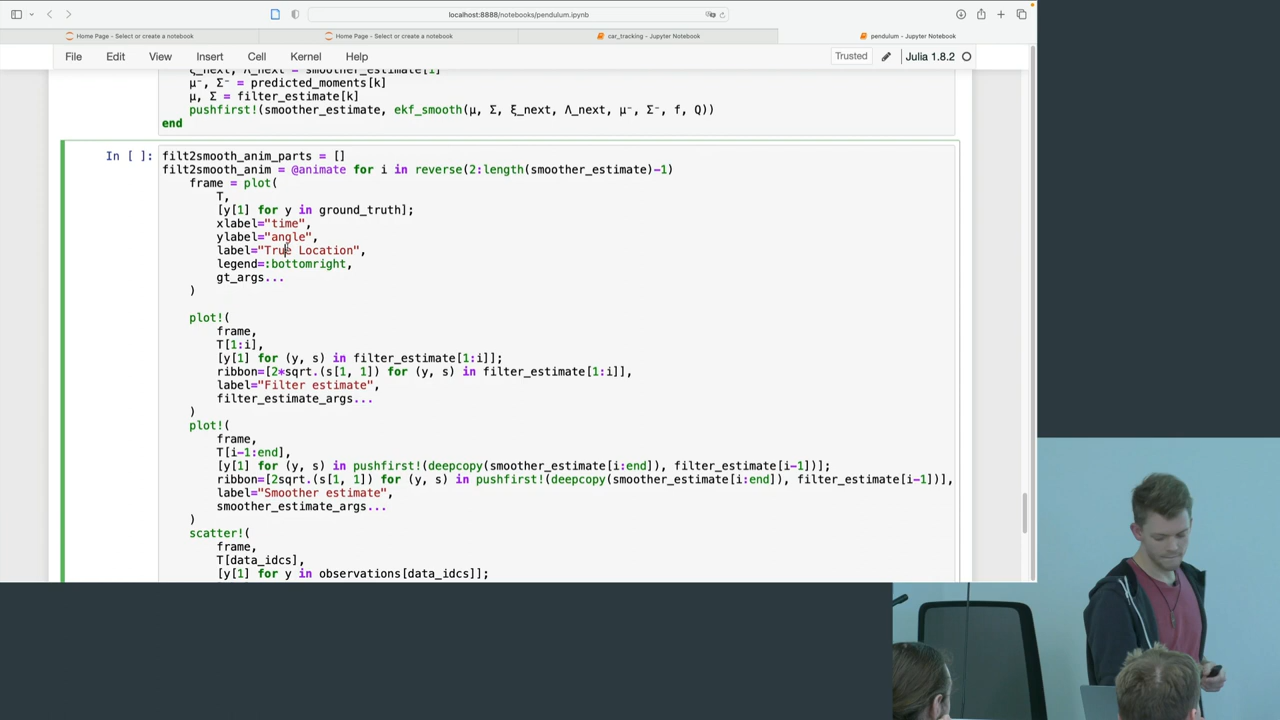 localhost:8888/notebooks/pendulum.ipynb
Home Page - Select or create a notebook
Home Page - Select or create a notebook
car_tracking - Jupyter Notebook
pendulum - Jupyter Notebook
File Edit View Insert Cell Kernel Help
Trusted
Julia 1.8.2
ξ_next, Λ_next = smoother_estimate[1]
μ⁻, Σ⁻ = predicted_moments[k]
μ, Σ = filter_estimate[k]
pushfirst!(smoother_estimate, ekf_smooth(μ, Σ, ξ_next, Λ_next, μ⁻, Σ⁻, f, Q))
end
In [ ]:
filt2smooth_anim_parts = []
filt2smooth_anim = @animate for i in reverse(2:length(smoother_estimate)-1)
frame = plot(
T,
[y[1] for y in ground_truth];
xlabel="time",
ylabel="angle",
label="True Location",
legend=:bottomright,
gt_args...
)
plot!(
frame,
T[1:i],
[y[1] for (y, s) in filter_estimate[1:i]];
ribbon=[2*sqrt.(s[1, 1]) for (y, s) in filter_estimate[1:i]],
label="Filter estimate",
filter_estimate_args...
)
plot!(
frame,
T[i-1:end],
[y[1] for (y, s) in pushfirst!(deepcopy(smoother_estimate[i:end]), filter_estimate[i-1])];
ribbon=[2sqrt.(s[1, 1]) for (y, s) in pushfirst!(deepcopy(smoother_estimate[i:end]), filter_estimate[i-1])],
label="Smoother estimate",
smoother_estimate_args...
)
scatter!(
frame,
T[data_idcs],
[y[1] for y in observations[data_idcs]];